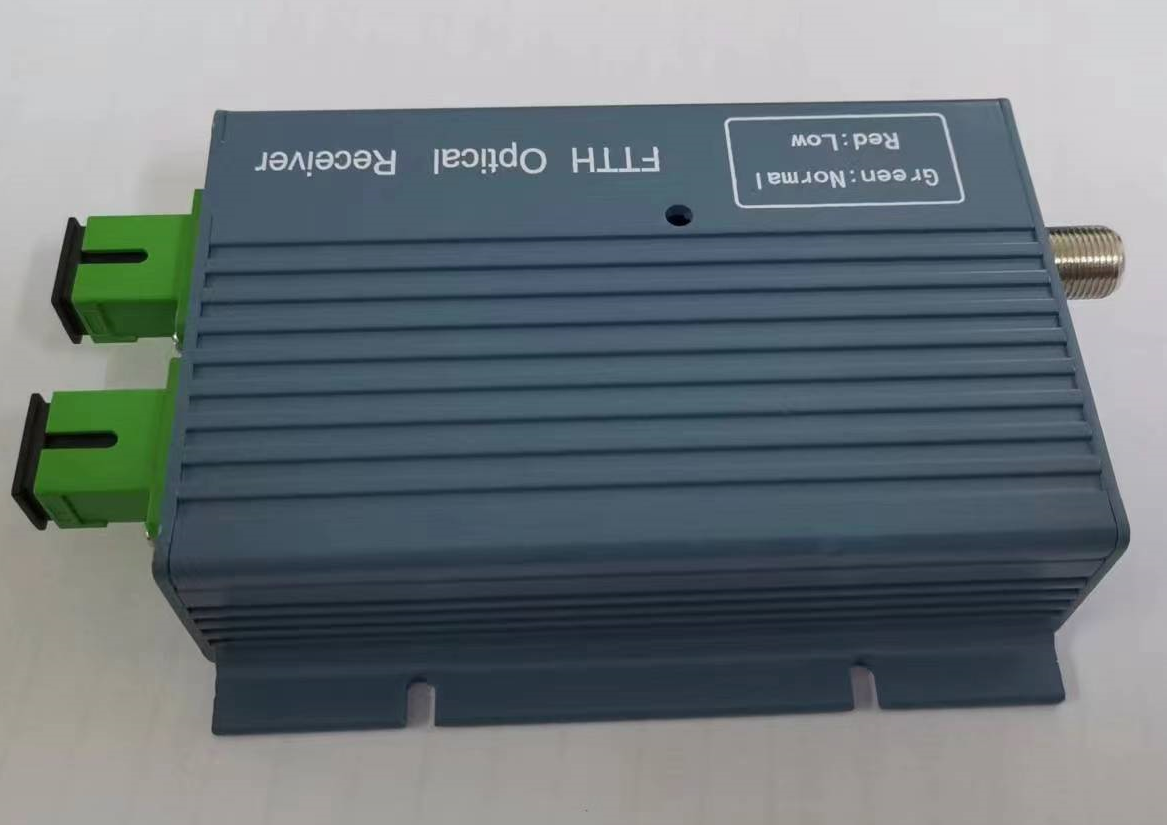 Green:Normal
Red:Low
FTTH Optical Receiver